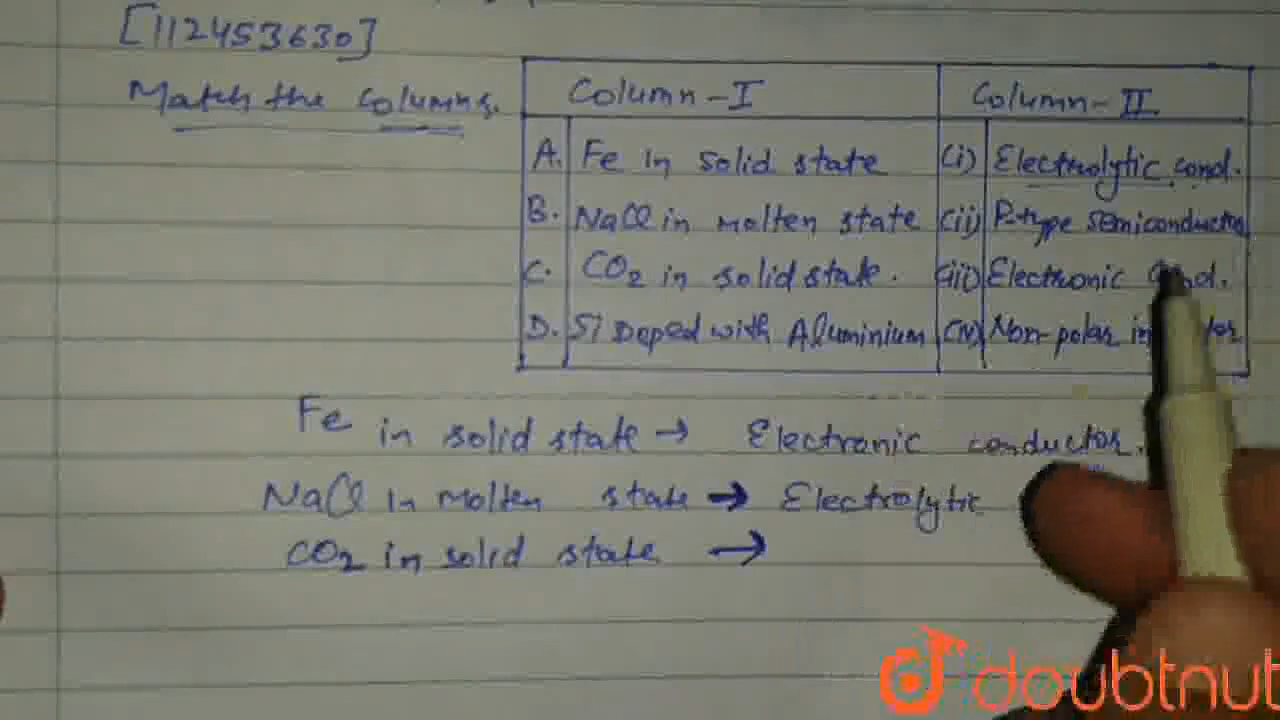 [112453630]
Match the columns.
Column-I Column-II
A. Fe in solid state (i) Electrolytic cond.
B. NaCl in molten state (ii) P-type semiconductor
C. CO2 in solid state. (iii) Electronic cond.
D. Si Doped with Aluminium (iv) Non-polar
Fe in solid state → Electronic conductor.
NaCl in molten state → Electrolytic
CO2 in solid state →
doubtnut